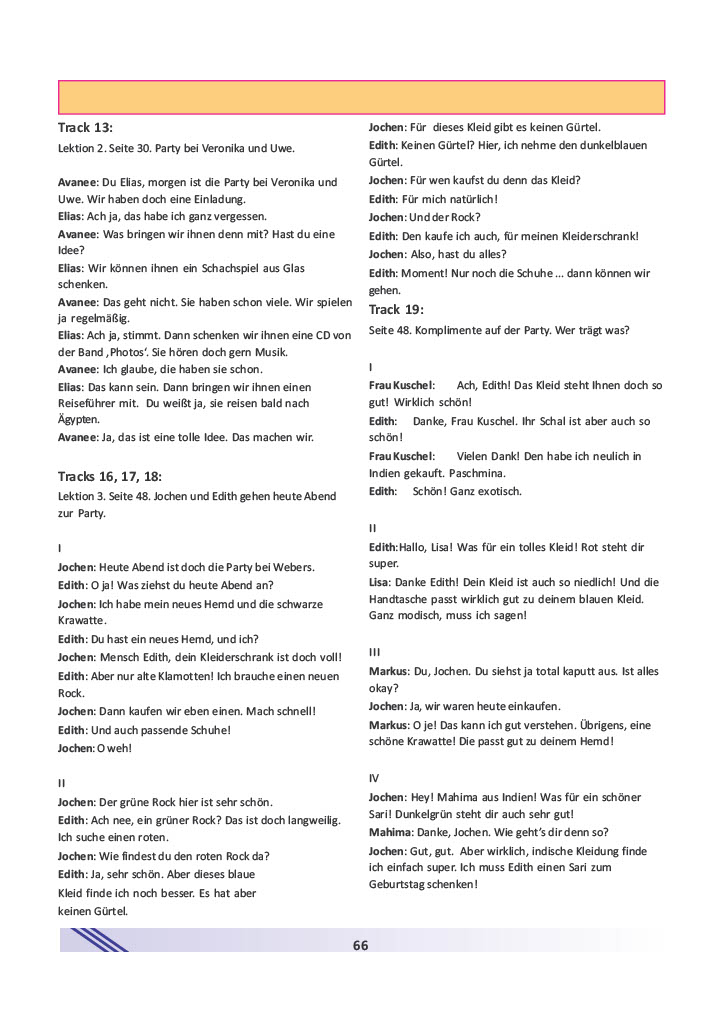 Track 13:
Lektion 2. Seite 30. Party bei Veronika und Uwe.
Avanee: Du Elias, morgen ist die Party bei Veronika und
Uwe. Wir haben doch eine Einladung.
Elias: Ach ja, das habe ich ganz vergessen.
Avanee: Was bringen wir ihnen denn mit? Hast du eine
Idee?
Elias: Wir können ihnen ein Schachspiel aus Glas
schenken.
Avanee: Das geht nicht. Sie haben schon viele. Wir spielen
ja regelmäßig.
Elias: Ach ja, stimmt. Dann schenken wir ihnen eine CD von
der Band ‚Photos‘. Sie hören doch gern Musik.
Avanee: Ich glaube, die haben sie schon.
Elias: Das kann sein. Dann bringen wir ihnen einen
Reiseführer mit. Du weißt ja, sie reisen bald nach
Ägypten.
Avanee: Ja, das ist eine tolle Idee. Das machen wir.
Tracks 16, 17, 18:
Lektion 3. Seite 48. Jochen und Edith gehen heute Abend
zur Party.
I
Jochen: Heute Abend ist doch die Party bei Webers.
Edith: O ja! Was ziehst du heute Abend an?
Jochen: Ich habe mein neues Hemd und die schwarze
Krawatte.
Edith: Du hast ein neues Hemd, und ich?
Jochen: Mensch Edith, dein Kleiderschrank ist doch voll!
Edith: Aber nur alte Klamotten! Ich brauche einen neuen
Rock.
Jochen: Dann kaufen wir eben einen. Mach schnell!
Edith: Und auch passende Schuhe!
Jochen: O weh!
II
Jochen: Der grüne Rock hier ist sehr schön.
Edith: Ach nee, ein grüner Rock? Das ist doch langweilig.
Ich suche einen roten.
Jochen: Wie findest du den roten Rock da?
Edith: Ja, sehr schön. Aber dieses blaue
Kleid finde ich noch besser. Es hat aber
keinen Gürtel.
Jochen: Für dieses Kleid gibt es keinen Gürtel.
Edith: Keinen Gürtel? Hier, ich nehme den dunkelblauen
Gürtel.
Jochen: Für wen kaufst du denn das Kleid?
Edith: Für mich natürlich!
Jochen: Und der Rock?
Edith: Den kaufe ich auch, für meinen Kleiderschrank!
Jochen: Also, hast du alles?
Edith: Moment! Nur noch die Schuhe ... dann können wir
gehen.
Track 19:
Seite 48. Komplimente auf der Party. Wer trägt was?
I
Frau Kuschel: Ach, Edith! Das Kleid steht Ihnen doch so
gut! Wirklich schön!
Edith: Danke, Frau Kuschel. Ihr Schal ist aber auch so
schön!
Frau Kuschel: Vielen Dank! Den habe ich neulich in
Indien gekauft. Paschmina.
Edith: Schön! Ganz exotisch.
II
Edith:Hallo, Lisa! Was für ein tolles Kleid! Rot steht dir
super.
Lisa: Danke Edith! Dein Kleid ist auch so niedlich! Und die
Handtasche passt wirklich gut zu deinem blauen Kleid.
Ganz modisch, muss ich sagen!
III
Markus: Du, Jochen. Du siehst ja total kaputt aus. Ist alles
okay?
Jochen: Ja, wir waren heute einkaufen.
Markus: O je! Das kann ich gut verstehen. Übrigens, eine
schöne Krawatte! Die passt gut zu deinem Hemd!
IV
Jochen: Hey! Mahima aus Indien! Was für ein schöner
Sari! Dunkelgrün steht dir auch sehr gut!
Mahima: Danke, Jochen. Wie geht’s dir denn so?
Jochen: Gut, gut. Aber wirklich, indische Kleidung finde
ich einfach super. Ich muss Edith einen Sari zum
Geburtstag schenken!
66